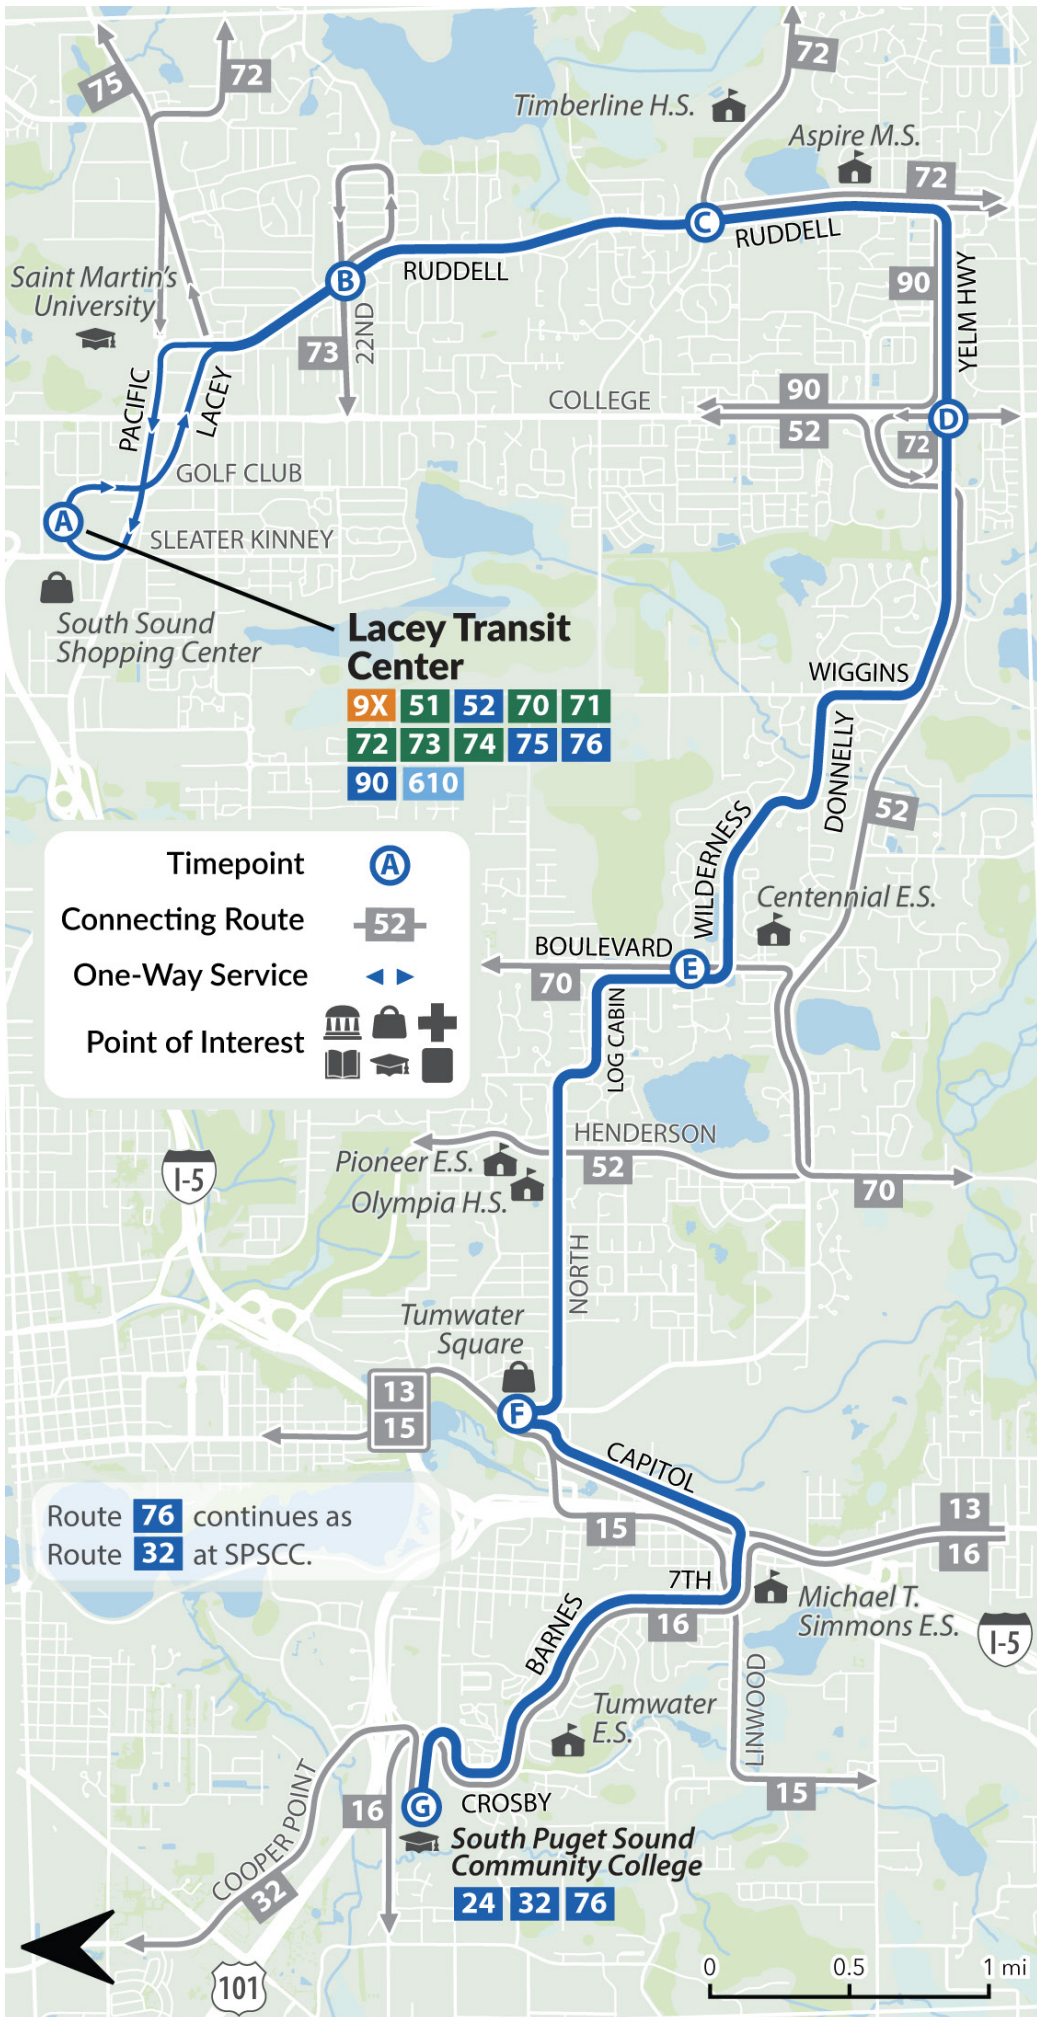 75
72
72
Timberline H.S.
Aspire M.S.
72
C
RUDDELL
B
RUDDELL
Saint Martin's
University
90
YELM HWY
22ND
73
PACIFIC
LACEY
COLLEGE
90
52
D
72
GOLF CLUB
A
SLEATER KINNEY
South Sound
Shopping Center
Lacey Transit
Center
9X 51 52 70 71
72 73 74 75 76
90 610
WIGGINS
DONNELLY
52
WILDERNESS
Timepoint A
Connecting Route 52
One-Way Service
Point of Interest
Centennial E.S.
BOULEVARD
E
70
LOG CABIN
HENDERSON
Pioneer E.S.
52
Olympia H.S.
70
I-5
NORTH
Tumwater
Square
13
15
F
CAPITOL
Route 76 continues as
Route 32 at SPSCC.
15
13
16
7TH
16
Michael T.
Simmons E.S.
I-5
BARNES
LINWOOD
Tumwater
E.S.
15
COOPER POINT
16
G
CROSBY
South Puget Sound
Community College
24 32 76
32
101
0 0.5 1 mi